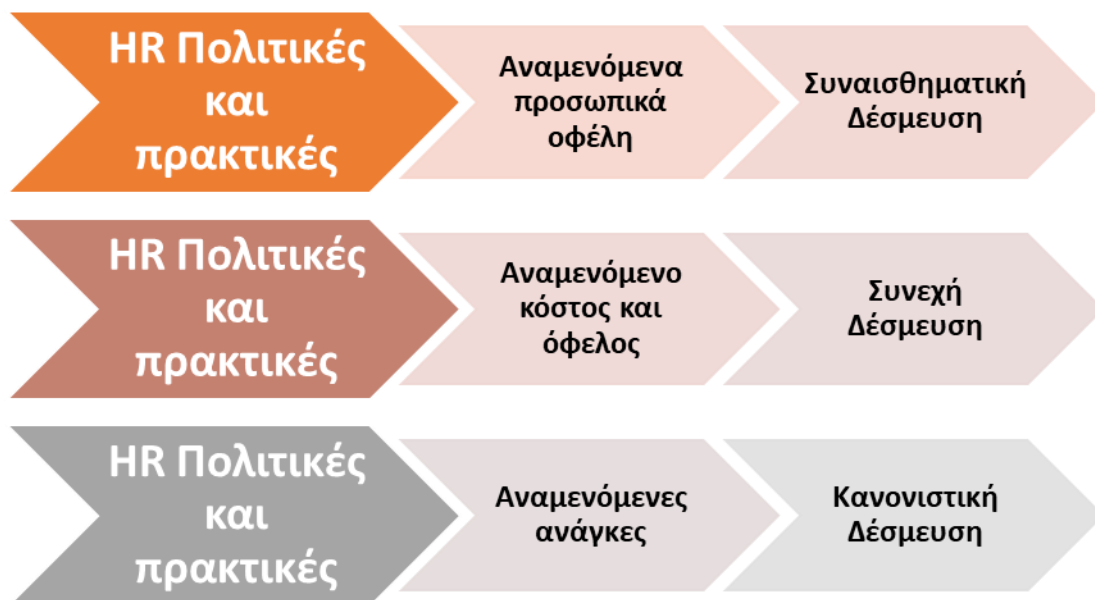 HR Πολιτικές
και
πρακτικές
Αναμενόμενα
προσωπικά
οφέλη
Συναισθηματική
Δέσμευση
HR Πολιτικές
και
πρακτικές
Αναμενόμενο
κόστος και
όφελος
Συνεχή
Δέσμευση
HR Πολιτικές
και
πρακτικές
Αναμενόμενες
ανάγκες
Κανονιστική
Δέσμευση